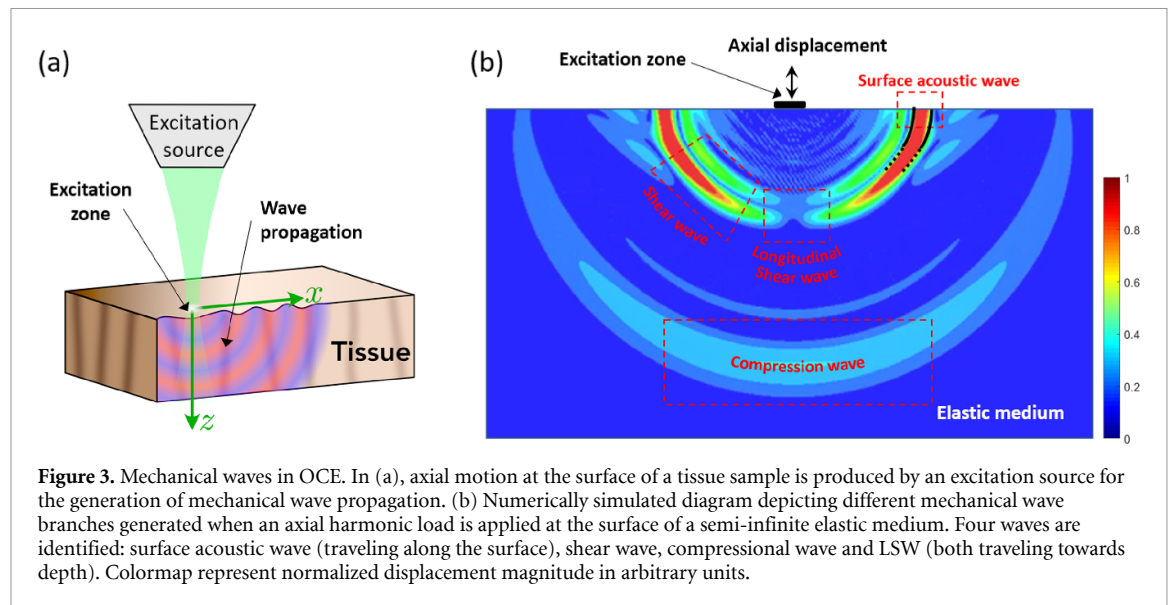 (a)
Excitation
source
Excitation
zone
Wave
propagation
x
Tissue
z
(b)
Axial displacement
Excitation zone
Surface acoustic wave
Shear wave
Longitudinal
Shear wave
Compression wave
Elastic medium
1
0.8
0.6
0.4
0.2
0
Figure 3. Mechanical waves in OCE. In (a), axial motion at the surface of a tissue sample is produced by an excitation source for
the generation of mechanical wave propagation. (b) Numerically simulated diagram depicting different mechanical wave
branches generated when an axial harmonic load is applied at the surface of a semi-infinite elastic medium. Four waves are
identified: surface acoustic wave (traveling along the surface), shear wave, compressional wave and LSW (both traveling towards
depth). Colormap represent normalized displacement magnitude in arbitrary units.